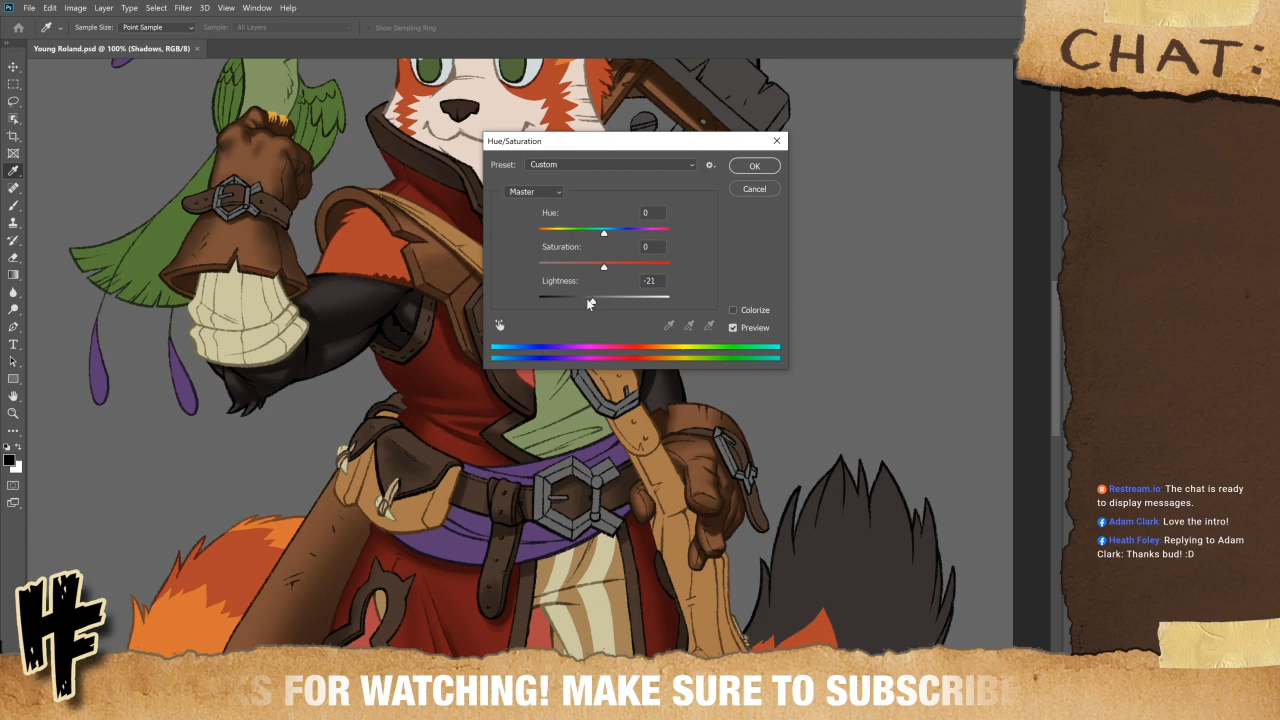 Ps File Edit Image Layer Type Select Filter 3D View Window Help
Sample Size: Point Sample Sample: All Layers Show Sampling Ring
CHAT:
Young Roland.psd @ 100% (Shadows, RGB/8) ×
Hue/Saturation
Preset: Custom OK
Cancel
Master
Hue: 0
Saturation: 0
Lightness: -21
Colorize
Preview
Restream.io: The chat is ready
to display messages.
Adam Clark: Love the intro!
Heath Foley: Replying to Adam
Clark: Thanks bud! :D
HF
KS FOR WATCHING! MAKE SURE TO SUBSCRIBE